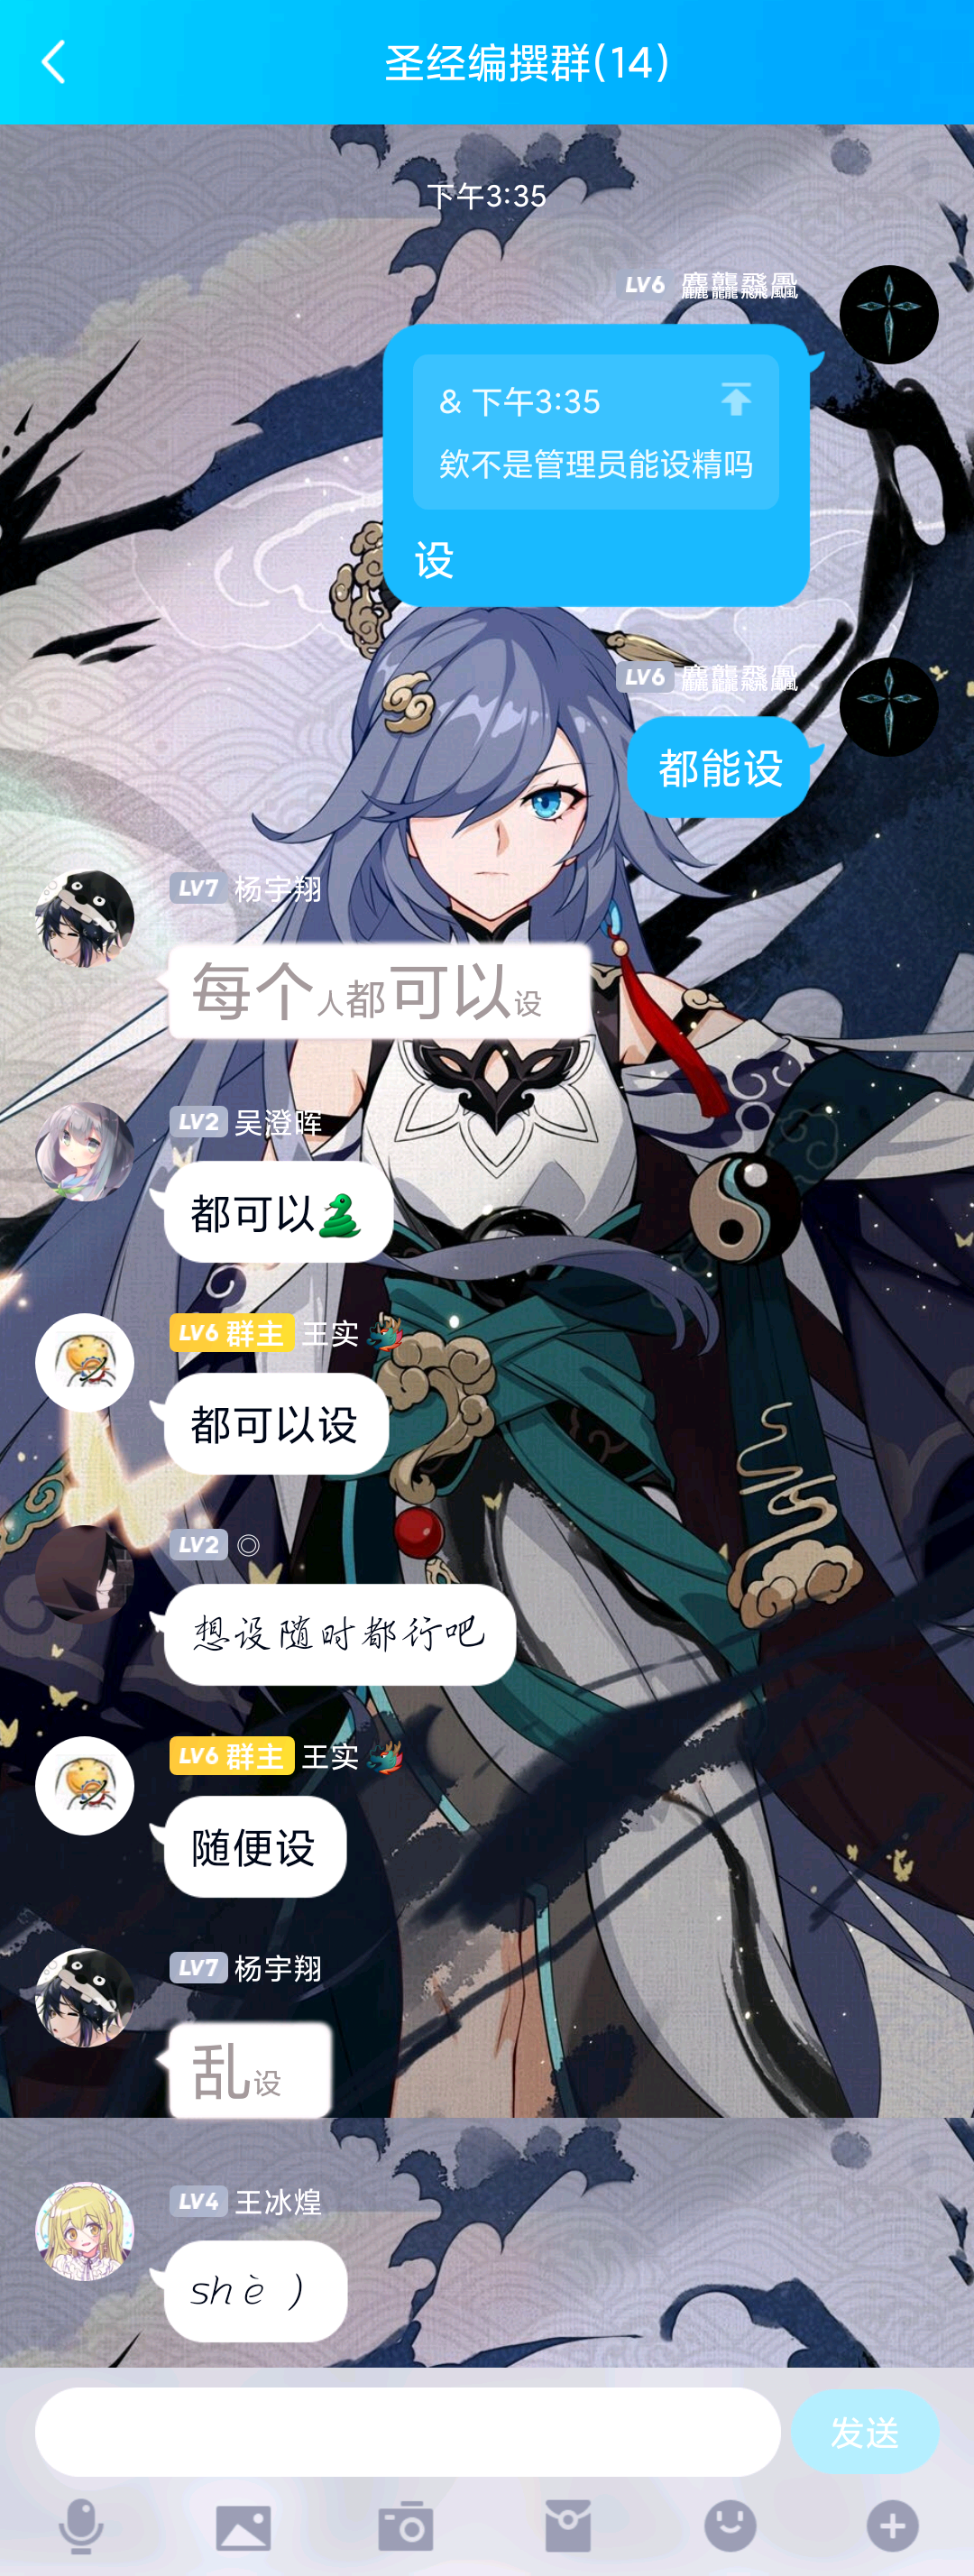 圣经编撰群(14)
下午3:35
LV6 龘龘飝飍
& 下午3:35
欸不是管理员能设精吗
设
LV6 龘龘飝飍
都能设
LV7 杨宇翔
每个人都可以设
LV2 吴澄晖
都可以🐍
LV6 群主 王实🐲
都可以设
LV2 ◎
想设随时都行吧
LV6 群主 王实🐲
随便设
LV7 杨宇翔
乱设
LV4 王冰煌
shè )
发送